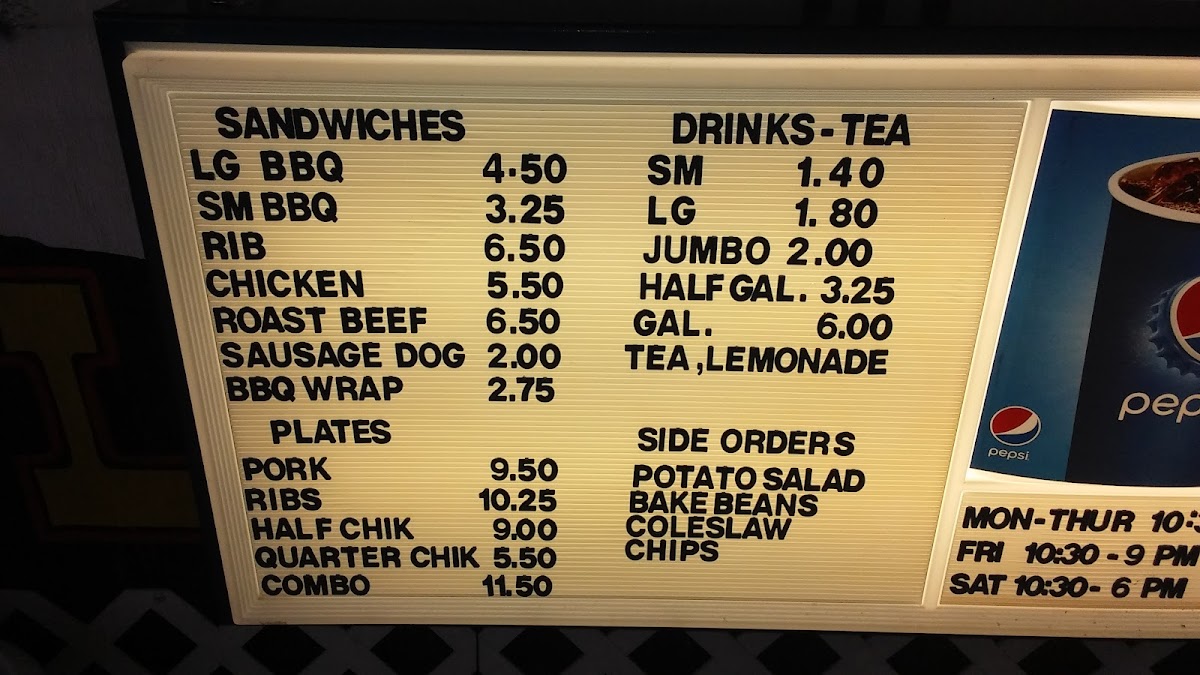 SANDWICHES
LG BBQ 4.50
SM BBQ 3.25
RIB 6.50
CHICKEN 5.50
ROAST BEEF 6.50
SAUSAGE DOG 2.00
BBQ WRAP 2.75
PLATES
PORK 9.50
RIBS 10.25
HALF CHIK 9.00
QUARTER CHIK 5.50
COMBO 11.50
DRINKS - TEA
SM 1.40
LG 1.80
JUMBO 2.00
HALF GAL. 3.25
GAL. 6.00
TEA, LEMONADE
SIDE ORDERS
POTATO SALAD
BAKE BEANS
COLESLAW
CHIPS
pepsi
MON-THUR
FRI 10:30 - 9 PM
SAT 10:30- 6 PM